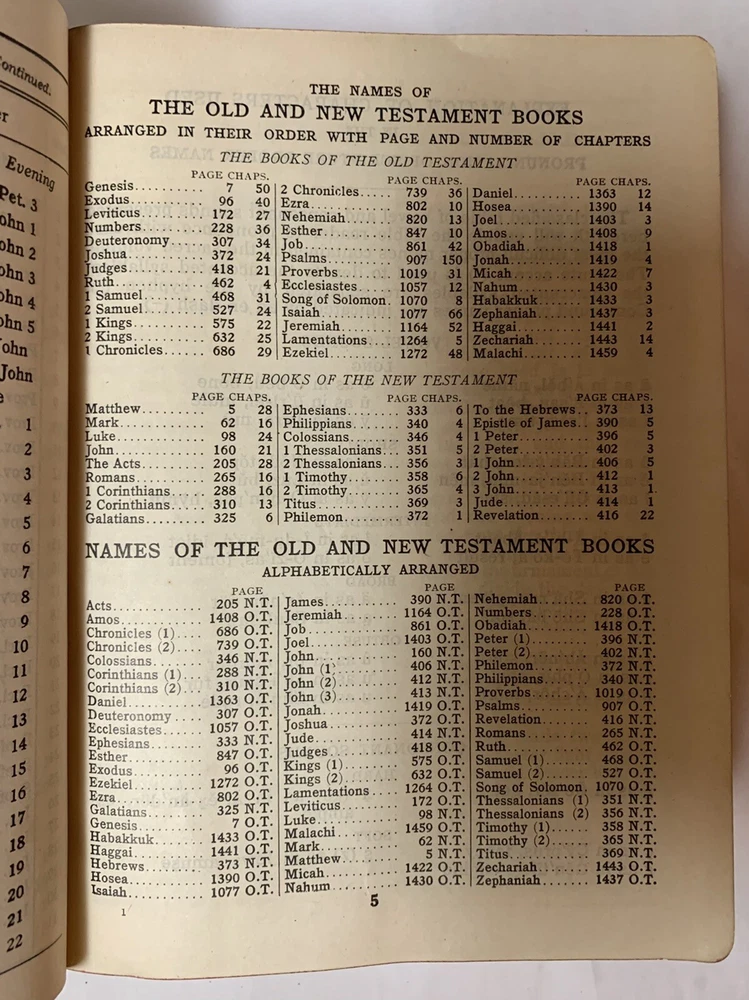 Continued.
er
Evening
Pet. 3
ohn 1
ohn 2
ohn 3
ohn 4
ohn 5
John
John
1
2
3
4
5
6
7
8
9
10
11
12
13
14
15
16
17
18
19
20
21
22
THE NAMES OF
THE OLD AND NEW TESTAMENT BOOKS
ARRANGED IN THEIR ORDER WITH PAGE AND NUMBER OF CHAPTERS
THE BOOKS OF THE OLD TESTAMENT
PAGE CHAPS.
Genesis.......... 7 50
Exodus.......... 96 40
Leviticus ....... 172 27
Numbers........ 228 36
Deuteronomy..... 307 34
Joshua.......... 372 24
Judges.......... 418 21
Ruth............ 462 4
1 Samuel........ 468 31
2 Samuel........ 527 24
1 Kings......... 575 22
2 Kings......... 632 25
1 Chronicles...... 686 29
PAGE CHAPS.
2 Chronicles...... 739 36
Ezra............ 802 10
Nehemiah........ 820 13
Esther.......... 847 10
Job............. 861 42
Psalms.......... 907 150
Proverbs........ 1019 31
Ecclesiastes...... 1057 12
Song of Solomon. 1070 8
Isaiah.......... 1077 66
Jeremiah........ 1164 52
Lamentations.... 1264 5
Ezekiel......... 1272 48
PAGE CHAPS.
Daniel.......... 1363 12
Hosea........... 1390 14
Joel............ 1403 3
Amos........... 1408 9
Obadiah........ 1418 1
Jonah.......... 1419 4
Micah.......... 1422 7
Nahum......... 1430 3
Habakkuk...... 1433 3
Zephaniah...... 1437 3
Haggai......... 1441 2
Zechariah....... 1443 14
Malachi......... 1459 4
THE BOOKS OF THE NEW TESTAMENT
PAGE CHAPS.
Matthew......... 5 28
Mark............ 62 16
Luke............ 98 24
John............ 160 21
The Acts........ 205 28
Romans......... 265 16
1 Corinthians..... 288 16
2 Corinthians..... 310 13
Galatians........ 325 6
PAGE CHAPS.
Ephesians....... 333 6
Philippians...... 340 4
Colossians....... 346 4
1 Thessalonians... 351 5
2 Thessalonians... 356 3
1 Timothy....... 358 6
2 Timothy....... 365 4
Titus........... 369 3
Philemon........ 372 1
PAGE CHAPS.
To the Hebrews.. 373 13
Epistle of James.. 390 5
1 Peter......... 396 5
2 Peter......... 402 3
1 John.......... 406 5
2 John.......... 412 1
3 John.......... 413 1
Jude............ 414 1
Revelation....... 416 22
NAMES OF THE OLD AND NEW TESTAMENT BOOKS
ALPHABETICALLY ARRANGED
PAGE
Acts............ 205 N.T.
Amos........... 1408 O.T.
Chronicles (1).... 686 O.T.
Chronicles (2).... 739 O.T.
Colossians....... 346 N.T.
Corinthians (1)... 288 N.T.
Corinthians (2)... 310 N.T.
Daniel.......... 1363 O.T.
Deuteronomy .... 307 O.T.
Ecclesiastes...... 1057 O.T.
Ephesians....... 333 N.T.
Esther.......... 847 O.T.
Exodus.......... 96 O.T.
Ezekiel.......... 1272 O.T.
Ezra............ 802 O.T.
Galatians........ 325 N.T.
Genesis.......... 7 O.T.
Habakkuk....... 1433 O.T.
Haggai.......... 1441 O.T.
Hebrews......... 373 N.T.
Hosea........... 1390 O.T.
Isaiah........... 1077 O.T.
PAGE
James........... 390 N.T.
Jeremiah........ 1164 O.T.
Job............. 861 O.T.
Joel............. 1403 O.T.
John............ 160 N.T.
John (1)........ 406 N.T.
John (2)........ 412 N.T.
John (3)........ 413 N.T.
Jonah........... 1419 O.T.
Joshua.......... 372 O.T.
Jude............ 414 N.T.
Judges.......... 418 O.T.
Kings (1)....... 575 O.T.
Kings (2)....... 632 O.T.
Lamentations .... 1264 O.T.
Leviticus........ 172 O.T.
Luke............ 98 N.T.
Malachi......... 1459 O.T.
Mark........... 62 N.T.
Matthew......... 5 N.T.
Micah.......... 1422 O.T.
Nahum.......... 1430 O.T.
PAGE
Nehemiah........ 820 O.T.
Numbers........ 228 O.T.
Obadiah........ 1418 O.T.
Peter (1)........ 396 N.T.
Peter (2)........ 402 N.T.
Philemon........ 372 N.T.
Philippians...... 340 N.T.
Proverbs........ 1019 O.T.
Psalms.......... 907 O.T.
Revelation....... 416 N.T.
Romans......... 265 N.T.
Ruth............ 462 O.T.
Samuel (1)...... 468 O.T.
Samuel (2)...... 527 O.T.
Song of Solomon. 1070 O.T.
Thessalonians (1) 351 N.T.
Thessalonians (2) 356 N.T.
Timothy (1)...... 358 N.T.
Timothy (2)...... 365 N.T.
Titus........... 369 N.T.
Zechariah....... 1443 O.T.
Zephaniah....... 1437 O.T.
5
1